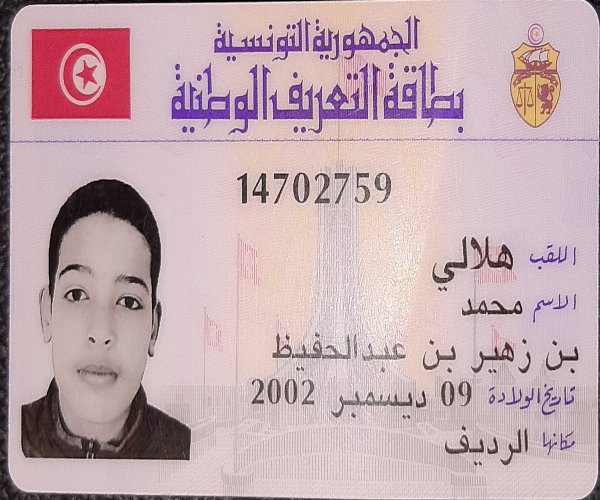 الجمهورية التونسية
بطاقة التعريف الوطنية
14702759
اللقب هلالي
الاسم محمد
بن زهير بن عبدالحفيظ
تاريخ الولادة 09 ديسمبر 2002
مكانها الرديف